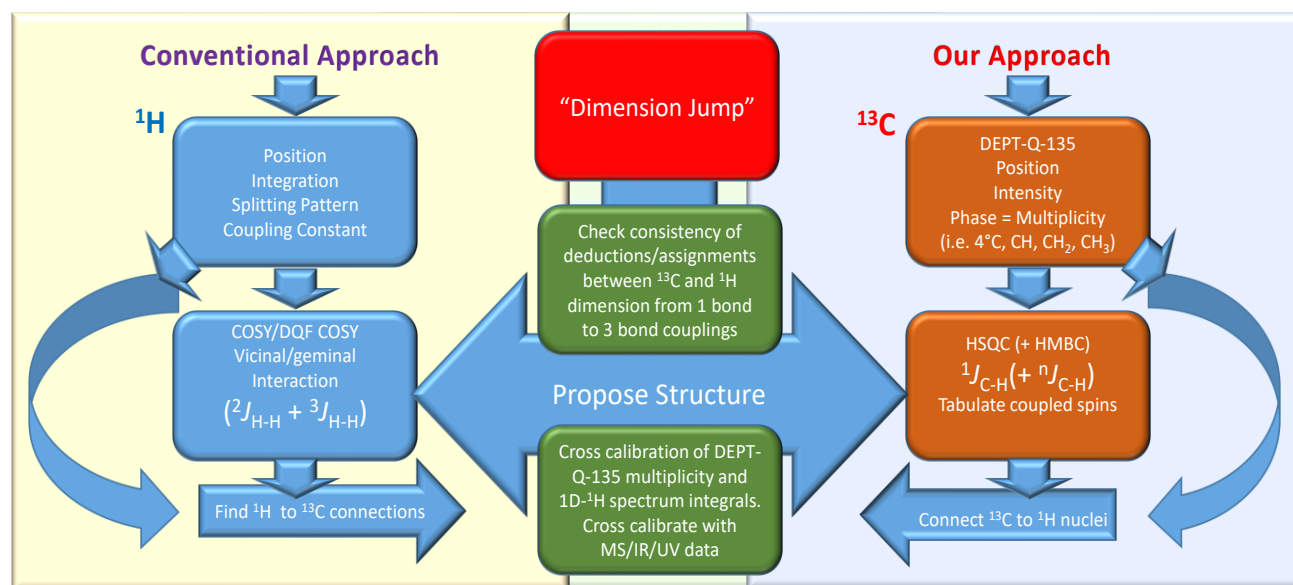 Conventional Approach
¹H
Position
Integration
Splitting Pattern
Coupling Constant
COSY/DQF COSY
Vicinal/geminal
Interaction
(²J_H-H + ³J_H-H)
Find ¹H to ¹³C connections
“Dimension Jump”
Check consistency of
deductions/assignments
between ¹³C and ¹H
dimension from 1 bond
to 3 bond couplings
Propose Structure
Cross calibration of DEPT-
Q-135 multiplicity and
1D-¹H spectrum integrals.
Cross calibrate with
MS/IR/UV data
Our Approach
¹³C
DEPT-Q-135
Position
Intensity
Phase = Multiplicity
(i.e. 4°C, CH, CH₂, CH₃)
HSQC (+ HMBC)
¹J_C-H(+ ⁿJ_C-H)
Tabulate coupled spins
Connect ¹³C to ¹H nuclei